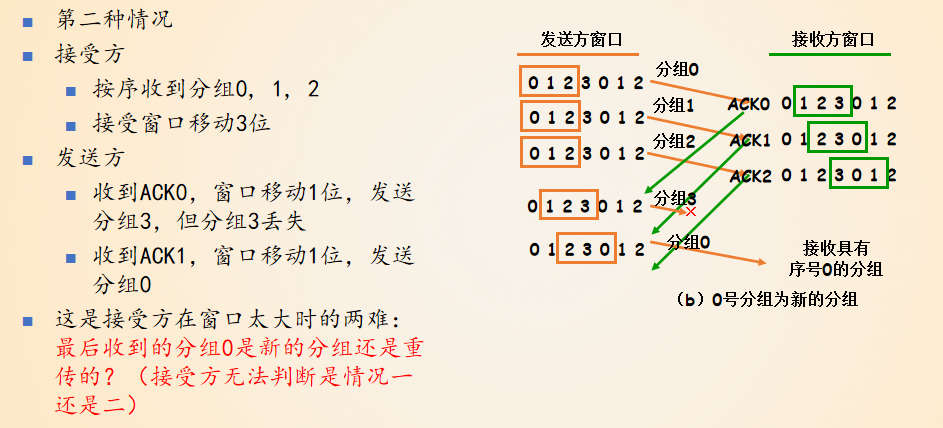 第二种情况
接受方
按序收到分组0, 1, 2
接受窗口移动3位
发送方
收到ACK0, 窗口移动1位, 发送
分组3, 但分组3丢失
收到ACK1, 窗口移动1位, 发送
分组0
这是接受方在窗口太大时的两难:
最后收到的分组0是新的分组还是重
传的? (接受方无法判断是情况一
还是二)
发送方窗口
接收方窗口
0 1 2 3 0 1 2
分组0
ACK0 0 1 2 3 0 1 2
0 1 2 3 0 1 2
分组1
ACK1 0 1 2 3 0 1 2
0 1 2 3 0 1 2
分组2
ACK2 0 1 2 3 0 1 2
0 1 2 3 0 1 2
分组3
×
0 1 2 3 0 1 2
分组0
接收具有
序号0的分组
(b) 0号分组为新的分组